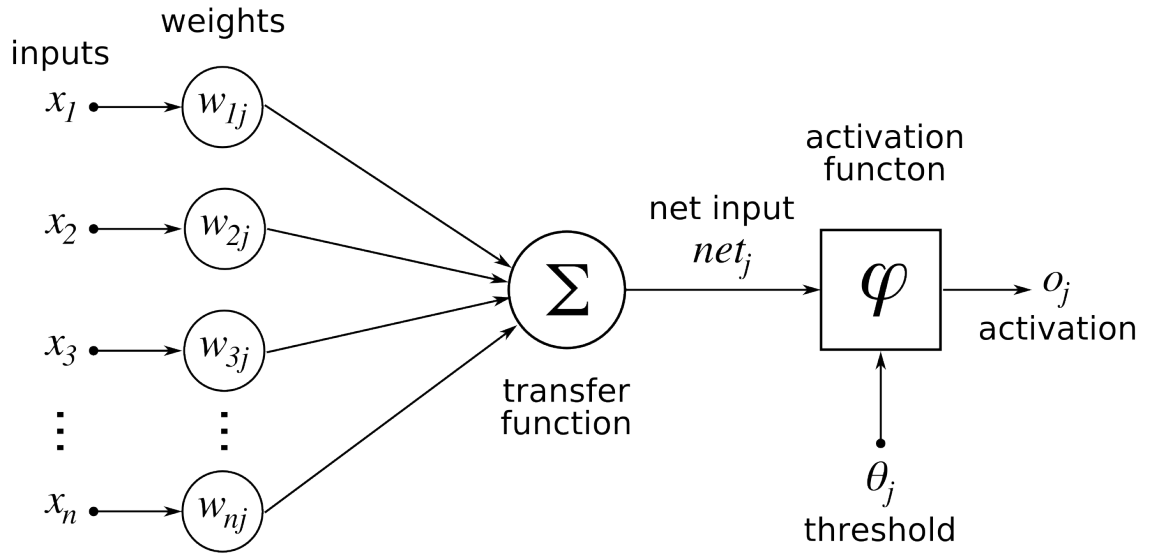 weights
inputs
x1
w1j
activation
functon
x2
w2j
net input
netj
Σ
φ
oj
activation
x3
w3j
transfer
function
⋮ ⋮
θj
xn
wnj
threshold